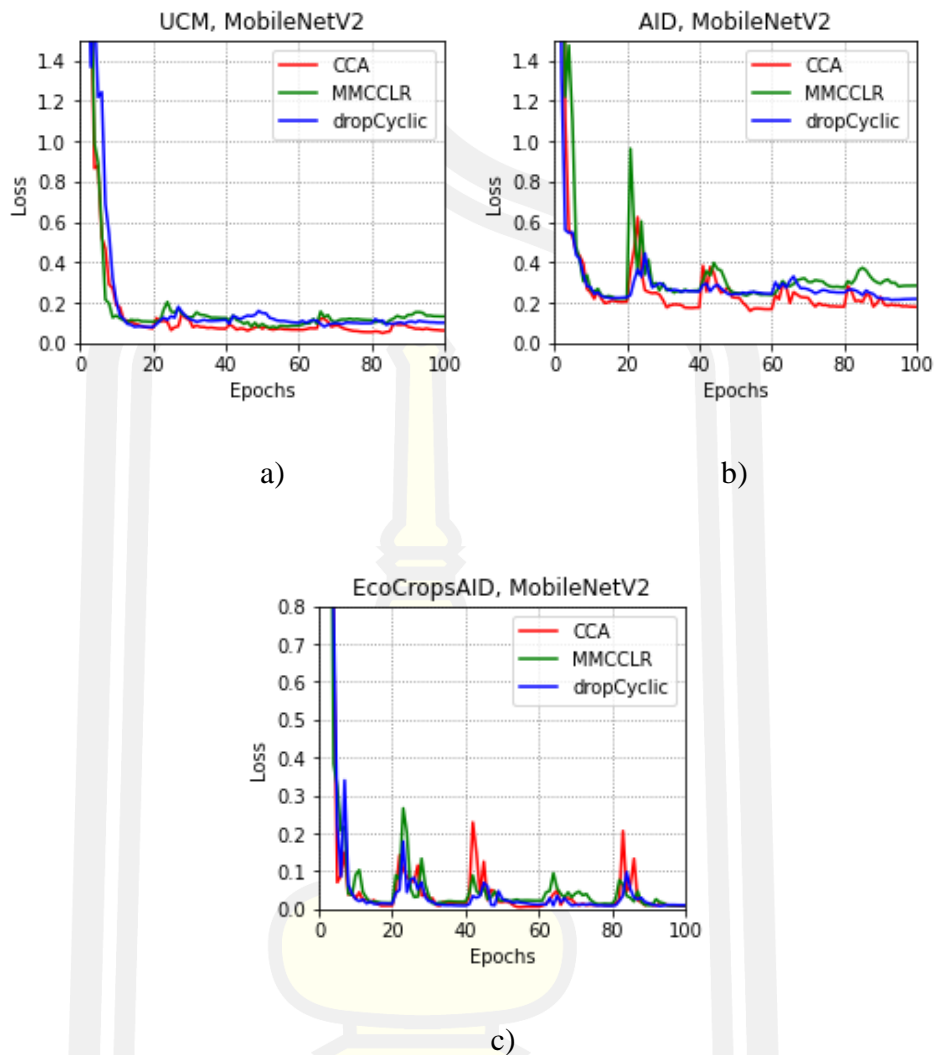 UCM, MobileNetV2
1.4
1.2
1.0
0.8
0.6
0.4
0.2
0.0
Loss
CCA
MMCCLR
dropCyclic
0 20 40 60 80 100
Epochs
a)
AID, MobileNetV2
1.4
1.2
1.0
0.8
0.6
0.4
0.2
0.0
Loss
CCA
MMCCLR
dropCyclic
0 20 40 60 80 100
Epochs
b)
EcoCropsAID, MobileNetV2
0.8
0.7
0.6
0.5
0.4
0.3
0.2
0.1
0.0
Loss
CCA
MMCCLR
dropCyclic
0 20 40 60 80 100
Epochs
c)